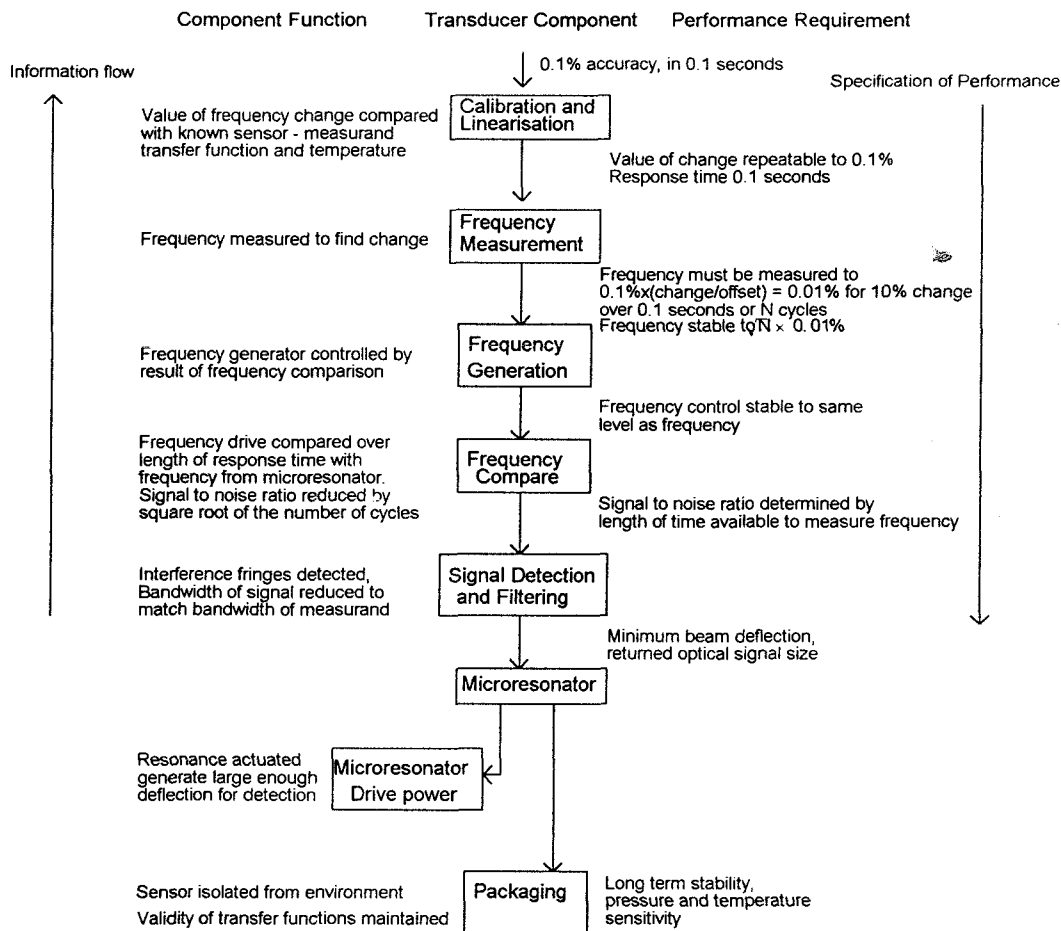 Component Function
Transducer Component
Performance Requirement
Information flow
0.1% accuracy, in 0.1 seconds
Specification of Performance
Value of frequency change compared
with known sensor - measurand
transfer function and temperature
Calibration and
Linearisation
Value of change repeatable to 0.1%
Response time 0.1 seconds
Frequency measured to find change
Frequency
Measurement
Frequency must be measured to
0.1%x(change/offset) = 0.01% for 10% change
over 0.1 seconds or N cycles
Frequency stable to √N × 0.01%
Frequency generator controlled by
result of frequency comparison
Frequency
Generation
Frequency control stable to same
level as frequency
Frequency drive compared over
length of response time with
frequency from microresonator.
Signal to noise ratio reduced by
square root of the number of cycles
Frequency
Compare
Signal to noise ratio determined by
length of time available to measure frequency
Interference fringes detected,
Bandwidth of signal reduced to
match bandwidth of measurand
Signal Detection
and Filtering
Minimum beam deflection,
returned optical signal size
Microresonator
Resonance actuated
generate large enough
deflection for detection
Microresonator
Drive power
Sensor isolated from environment
Validity of transfer functions maintained
Packaging
Long term stability,
pressure and temperature
sensitivity